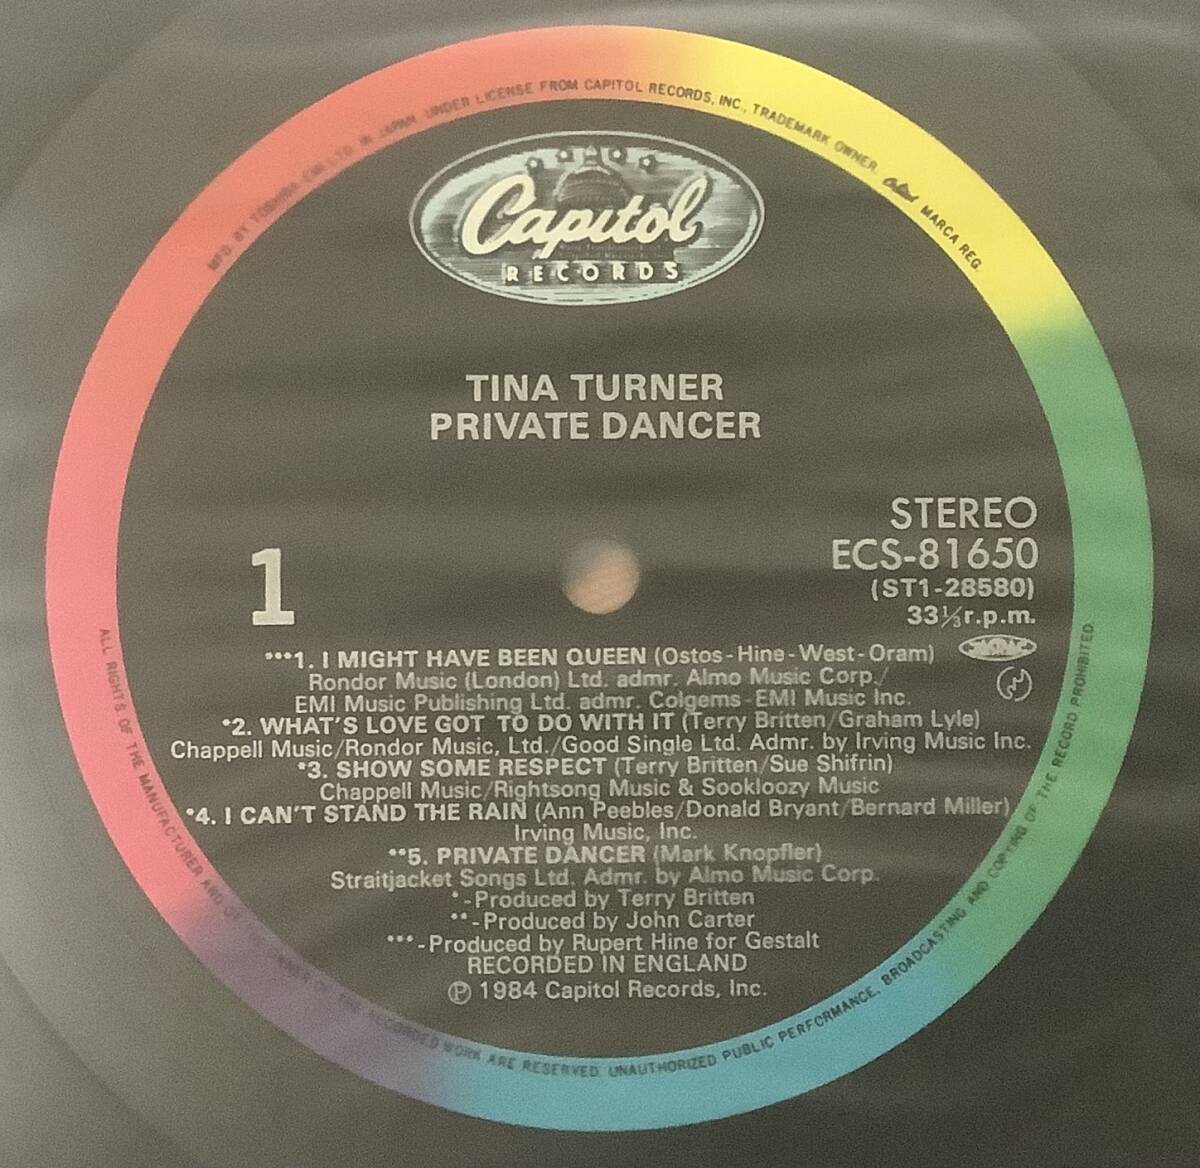 MFD. BY TOSHIBA-EMI LTD. IN JAPAN UNDER LICENSE FROM CAPITOL RECORDS, INC., TRADEMARK OWNER. Capitol MARCA REG.
Capitol
RECORDS
TINA TURNER
PRIVATE DANCER
1
STEREO
ECS-81650
(ST1-28580)
33⅓r.p.m.
***1. I MIGHT HAVE BEEN QUEEN (Ostos-Hine-West-Oram)
Rondor Music (London) Ltd. admr. Almo Music Corp./
EMI Music Publishing Ltd. admr. Colgems-EMI Music Inc.
*2. WHAT'S LOVE GOT TO DO WITH IT (Terry Britten/Graham Lyle)
Chappell Music/Rondor Music, Ltd./Good Single Ltd. Admr. by Irving Music Inc.
*3. SHOW SOME RESPECT (Terry Britten/Sue Shifrin)
Chappell Music/Rightsong Music & Sookloozy Music
*4. I CAN'T STAND THE RAIN (Ann Peebles/Donald Bryant/Bernard Miller)
Irving Music, Inc.
**5. PRIVATE DANCER (Mark Knopfler)
Straitjacket Songs Ltd. Admr. by Almo Music Corp.
*-Produced by Terry Britten
**-Produced by John Carter
***-Produced by Rupert Hine for Gestalt
RECORDED IN ENGLAND
Ⓟ 1984 Capitol Records, Inc.
ALL RIGHTS OF THE MANUFACTURER AND OF THE OWNER OF THE RECORDED WORK ARE RESERVED. UNAUTHORIZED PUBLIC PERFORMANCE, BROADCASTING AND COPYING OF THE RECORD PROHIBITED.